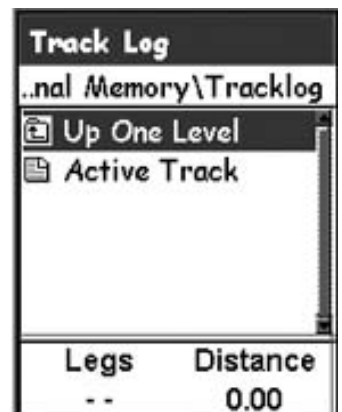 Track Log
..nal Memory\Tracklog
Up One Level
Active Track
Legs Distance
-- 0.00